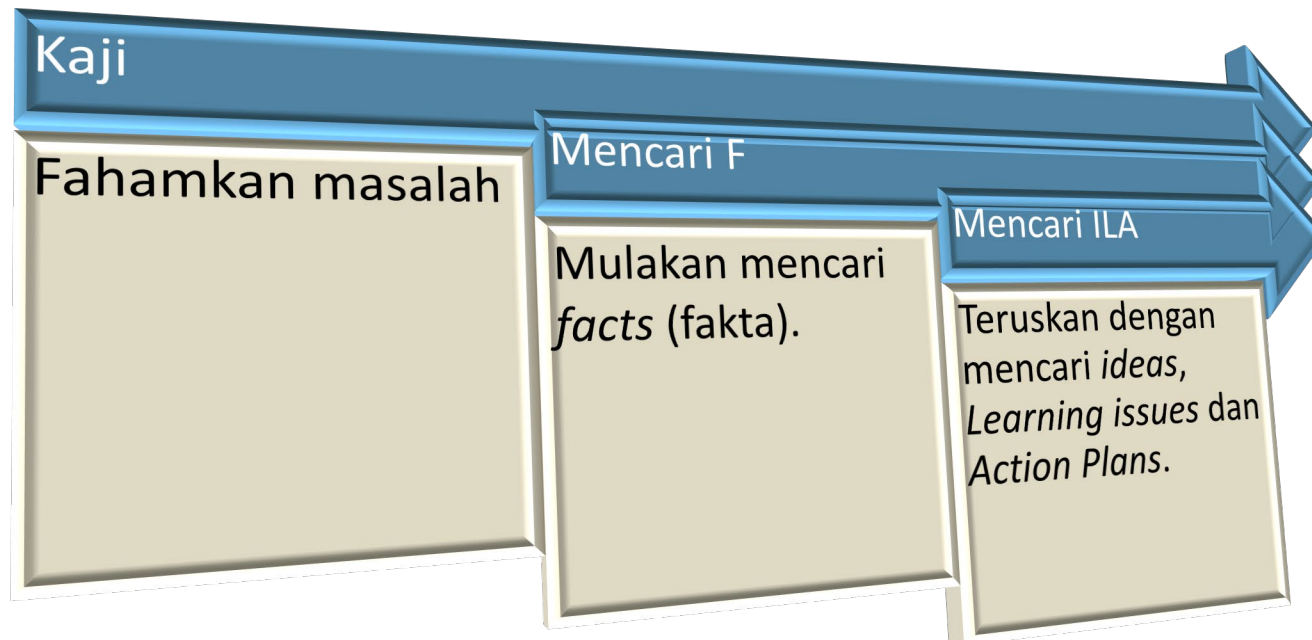 Kaji
Fahamkan masalah
Mencari F
Mulakan mencari
facts (fakta).
Mencari ILA
Teruskan dengan
mencari ideas,
Learning issues dan
Action Plans.